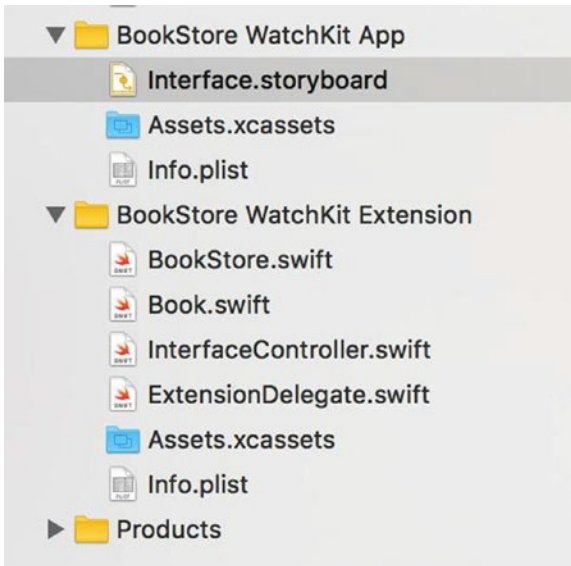 BookStore WatchKit App
Interface.storyboard
Assets.xcassets
Info.plist
BookStore WatchKit Extension
BookStore.swift
Book.swift
InterfaceController.swift
ExtensionDelegate.swift
Assets.xcassets
Info.plist
Products